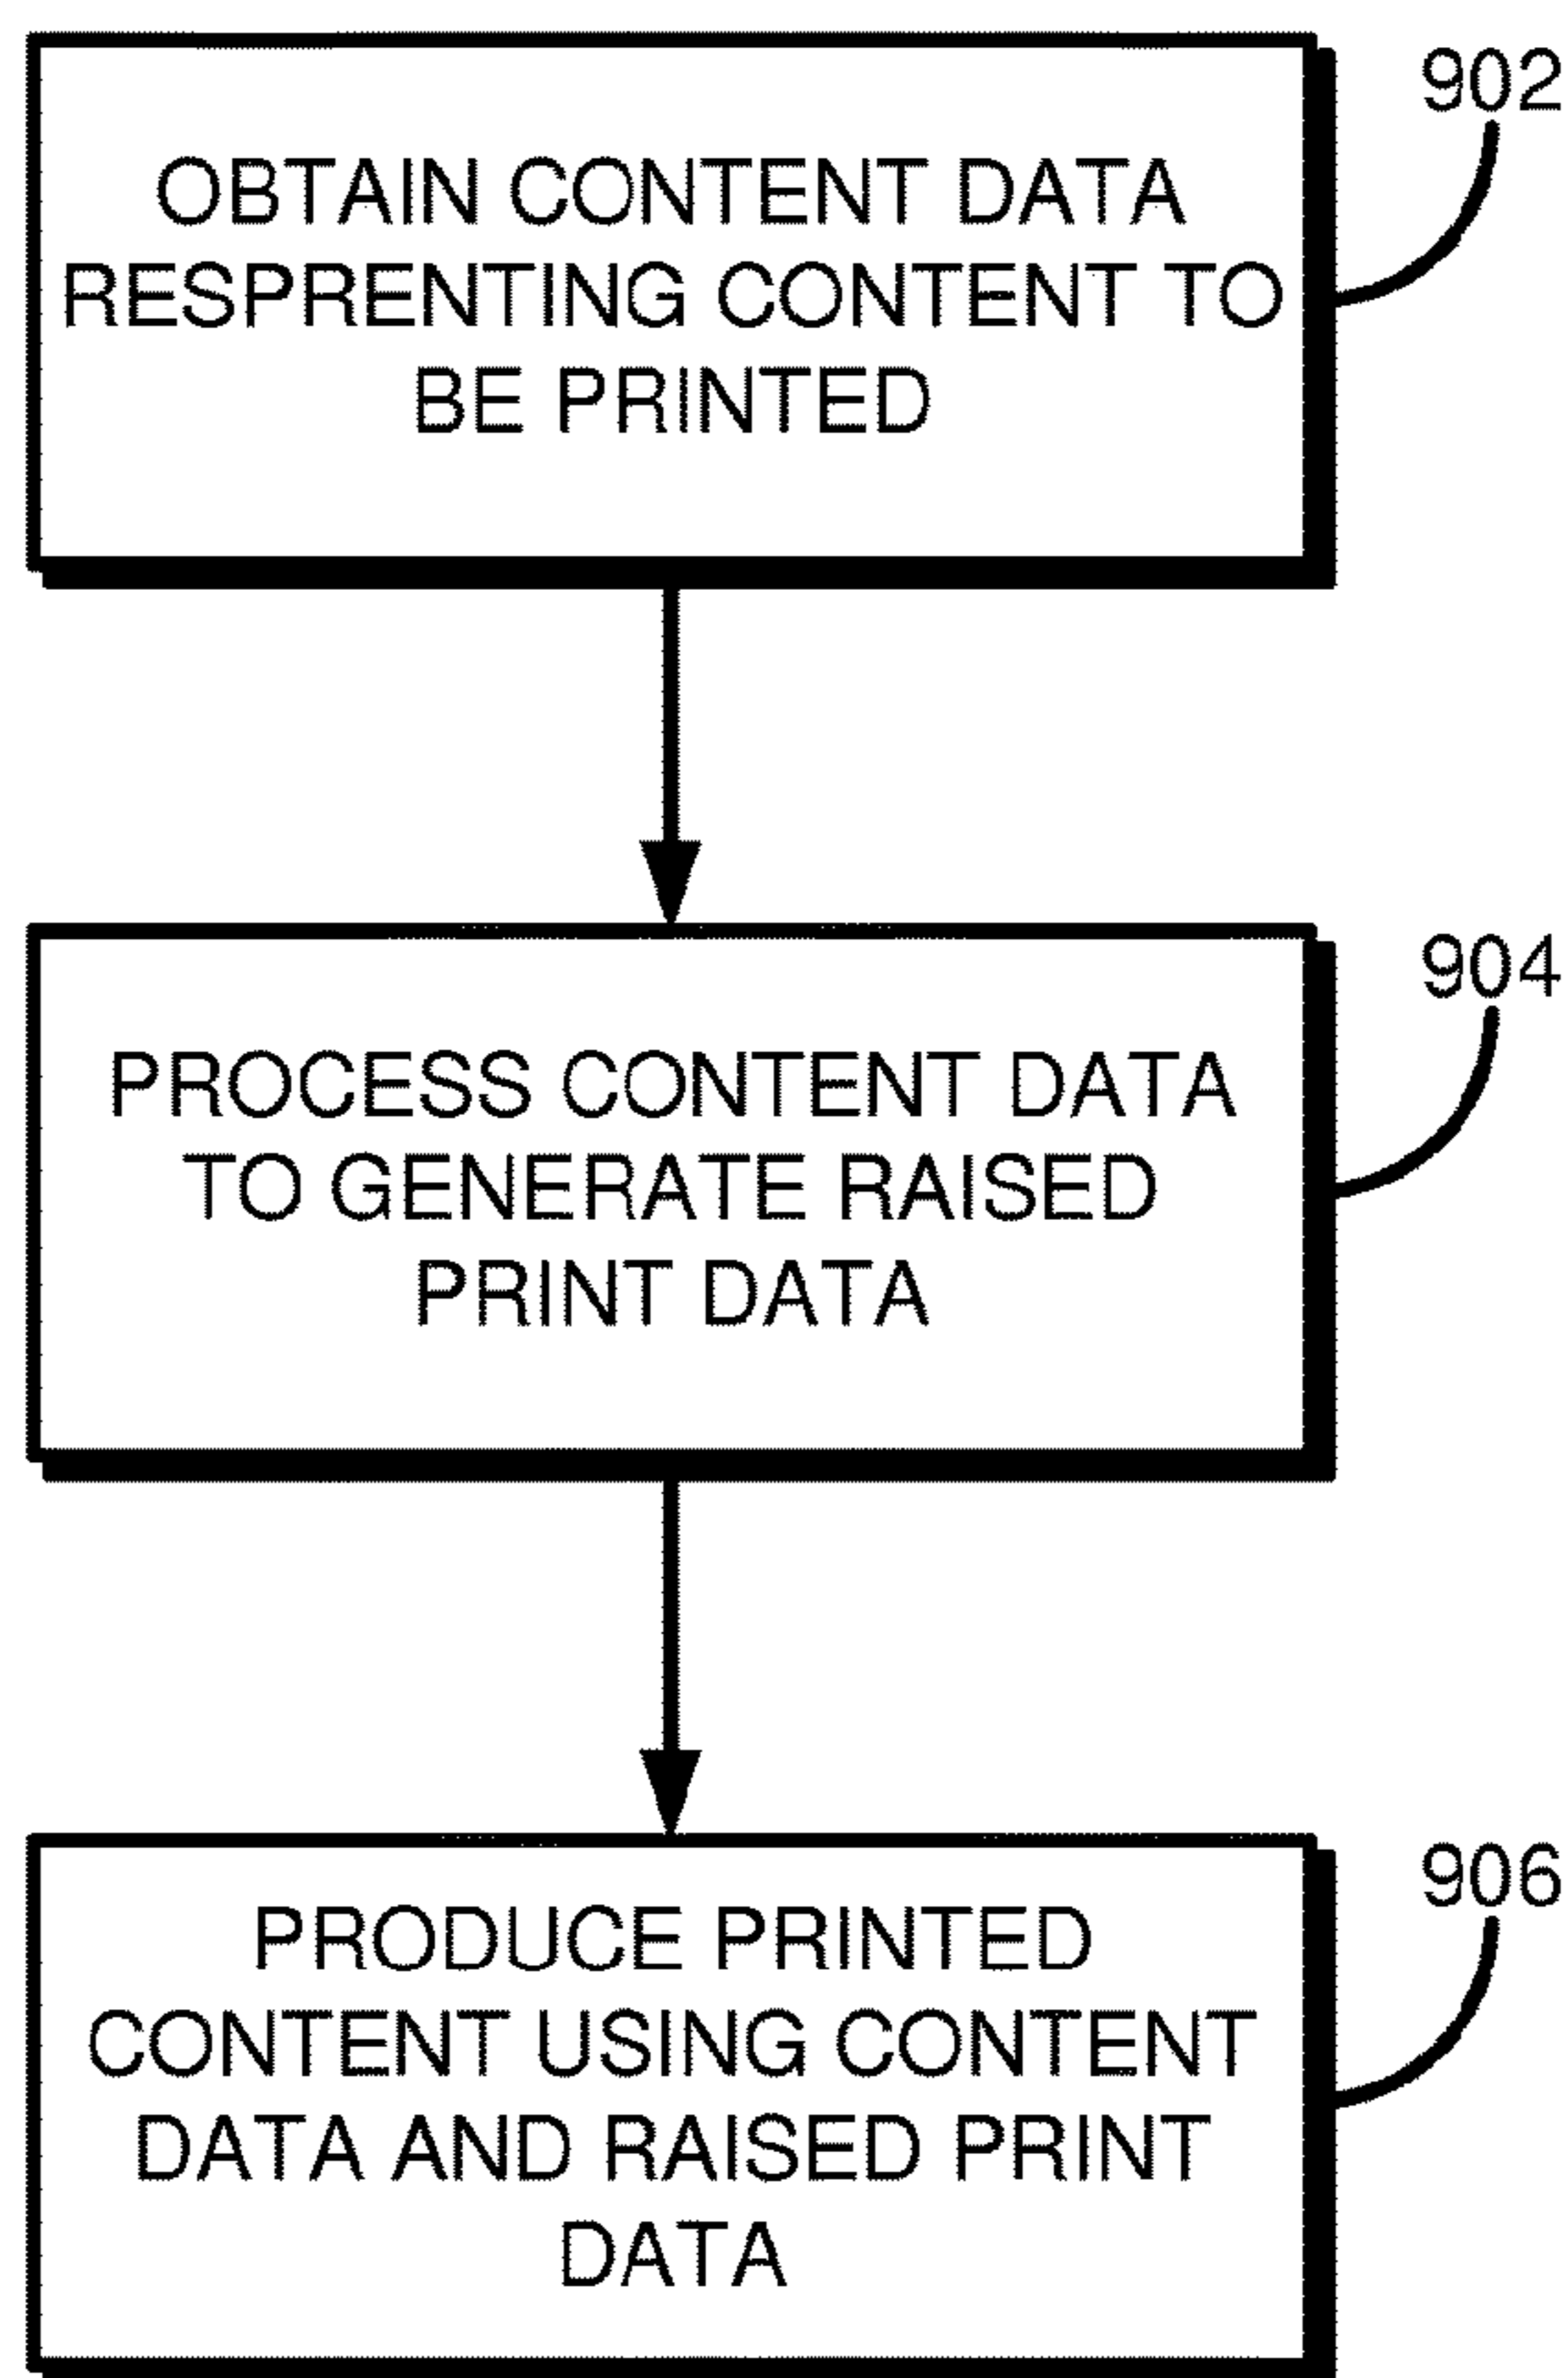 902
OBTAIN CONTENT DATA
RESPRENTING CONTENT TO
BE PRINTED
904
PROCESS CONTENT DATA
TO GENERATE RAISED
PRINT DATA
906
PRODUCE PRINTED
CONTENT USING CONTENT
DATA AND RAISED PRINT
DATA